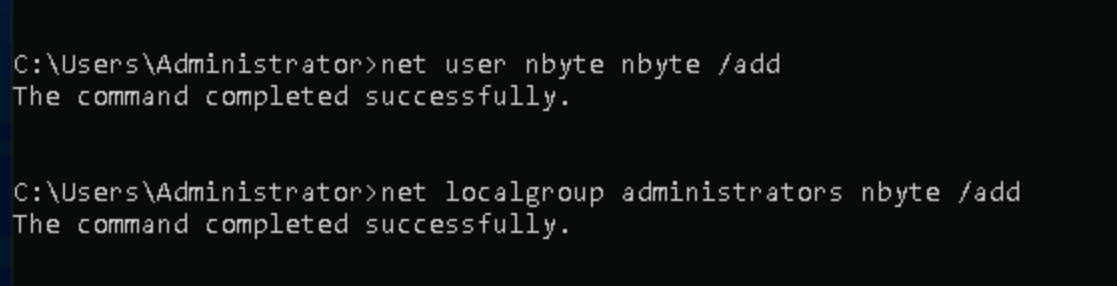 C:\Users\Administrator>net user nbyte nbyte /add
The command completed successfully.
C:\Users\Administrator>net localgroup administrators nbyte /add
The command completed successfully.